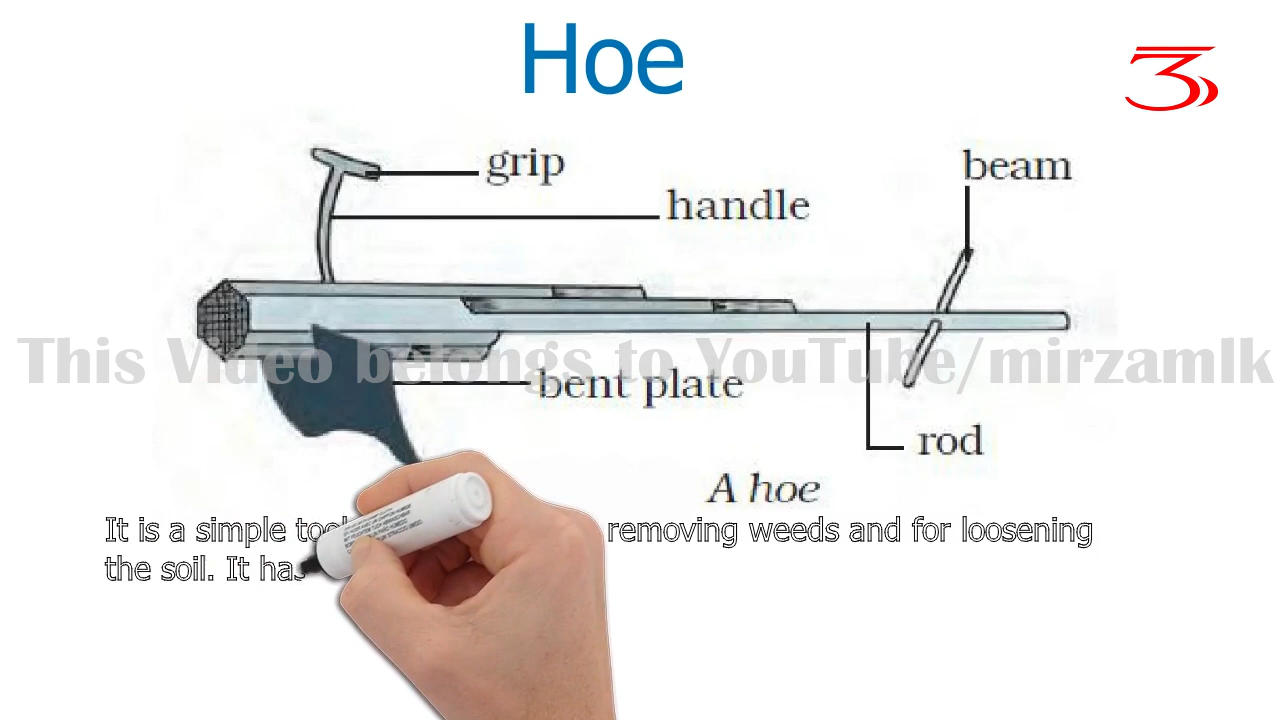 Hoe
grip
beam
handle
This Video belongs to YouTube/mirzamlk
bent plate
rod
A hoe
It is a simple tool removing weeds and for loosening
the soil. It has